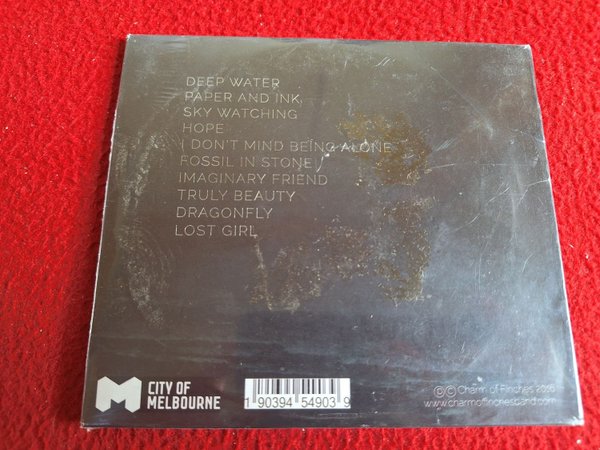 DEEP WATER
PAPER AND INK
SKY WATCHING
HOPE
I DON'T MIND BEING ALONE
FOSSIL IN STONE
IMAGINARY FRIEND
TRULY BEAUTY
DRAGONFLY
LOST GIRL
CITY OF
MELBOURNE
1 90394 54903 9
℗© Charm of Finches 2016
www.charmoffinchesband.com